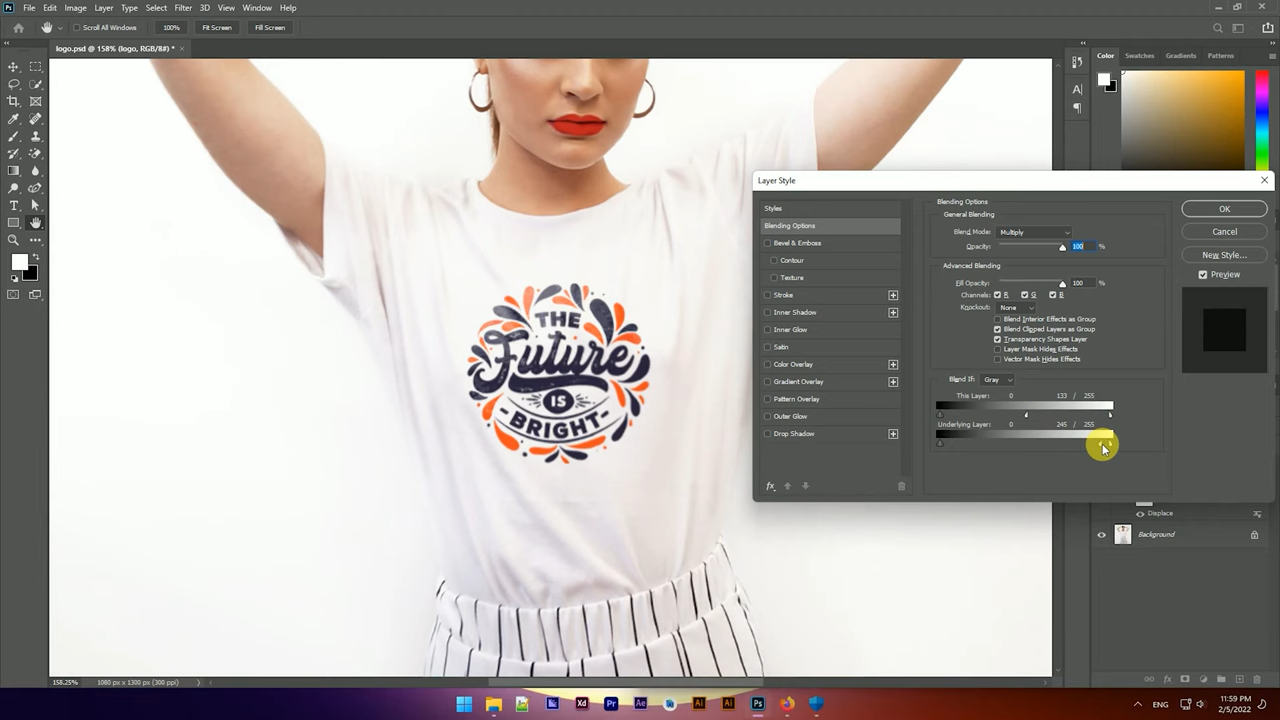 File Edit Image Layer Type Select Filter 3D View Window Help
Scroll All Windows 100% Fit Screen Fill Screen
logo.psd @ 158% (logo, RGB/8#) *
Color Swatches Gradients Patterns
THE
Future
IS
BRIGHT
Layer Style
Styles
Blending Options
Bevel & Emboss
Contour
Texture
Stroke
Inner Shadow
Inner Glow
Satin
Color Overlay
Gradient Overlay
Pattern Overlay
Outer Glow
Drop Shadow
fx
Blending Options
General Blending
Blend Mode: Multiply
Opacity: 100 %
Advanced Blending
Fill Opacity: 100 %
Channels: R G B
Knockout: None
Blend Interior Effects as Group
Blend Clipped Layers as Group
Transparency Shapes Layer
Layer Mask Hides Effects
Vector Mask Hides Effects
Blend If: Gray
This Layer: 0 133 / 255
Underlying Layer: 0 245 / 255
OK
Cancel
New Style...
Preview
Displace
Background
158.25% 1080 px x 1300 px (300 ppi)
ENG
11:59 PM
2/5/2022